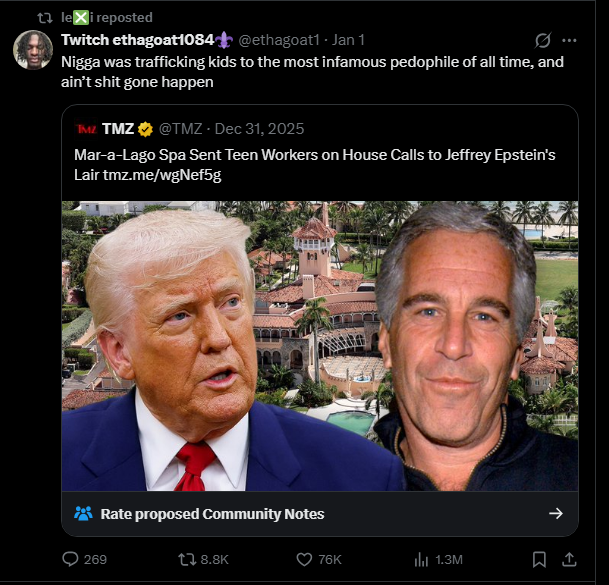 le❎i reposted
Twitch ethagoat1084⚜ @ethagoat1 · Jan 1
Nigga was trafficking kids to the most infamous pedophile of all time, and
ain’t shit gone happen
TMZ TMZ @TMZ · Dec 31, 2025
Mar-a-Lago Spa Sent Teen Workers on House Calls to Jeffrey Epstein's
Lair tmz.me/wgNef5g
Rate proposed Community Notes
269 8.8K 76K 1.3M